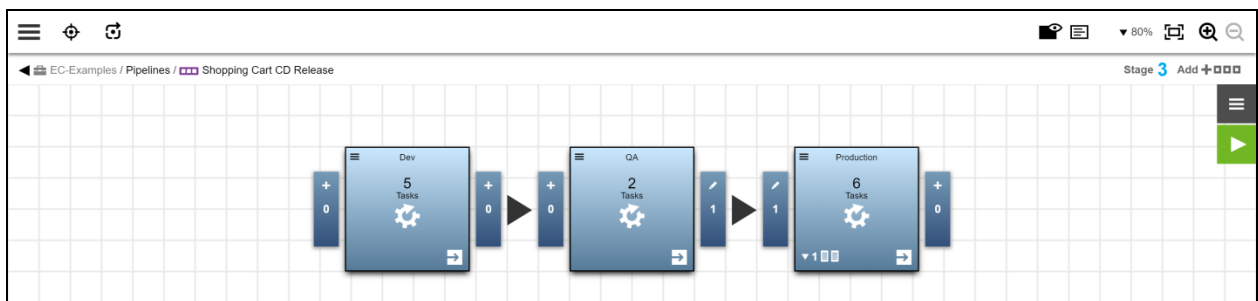 80%
EC-Examples / Pipelines / Shopping Cart CD Release
Stage 3 Add
Dev
5
Tasks
0
0
QA
2
Tasks
0
1
Production
6
Tasks
1
0
1